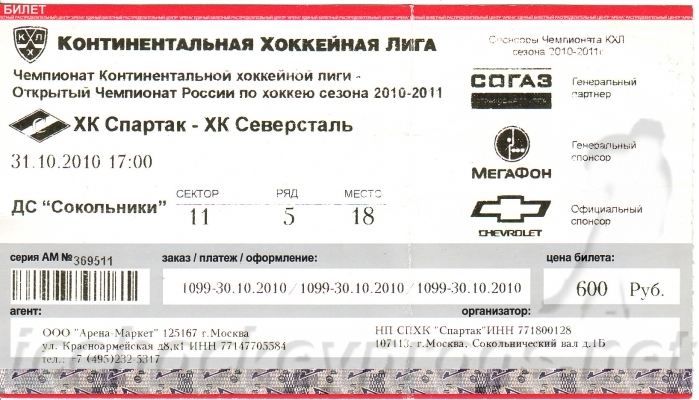 БИЛЕТ
КХЛ
Континентальная Хоккейная Лига
Спонсоры Чемпионата КХЛ
сезона 2010-2011г
Чемпионат Континентальной хоккейной лиги -
Открытый Чемпионат России по хоккею сезона 2010-2011
СОГАЗ
Генеральный
партнер
ХК Спартак - ХК Северсталь
31.10.2010 17:00
МегаФон
Генеральный
спонсор
СЕКТОР РЯД МЕСТО
ДС "Сокольники" 11 5 18
CHEVROLET
Официальный
спонсор
серия АМ № 369511
заказ / платеж / оформление:
цена билета:
1099-30.10.2010 /1099-30.10.2010 /1099-30.10.2010
600 Руб.
агент:
организатор:
ООО "Арена-Маркет" 125167 г.Москва
ул. Красноармейская д8,к1 ИНН 77147705584
тел.: +7 (495)232-5317
НП СПХК "Спартак"ИНН 771800128
107113, г.Москва, Сокольнический вал д.1Б